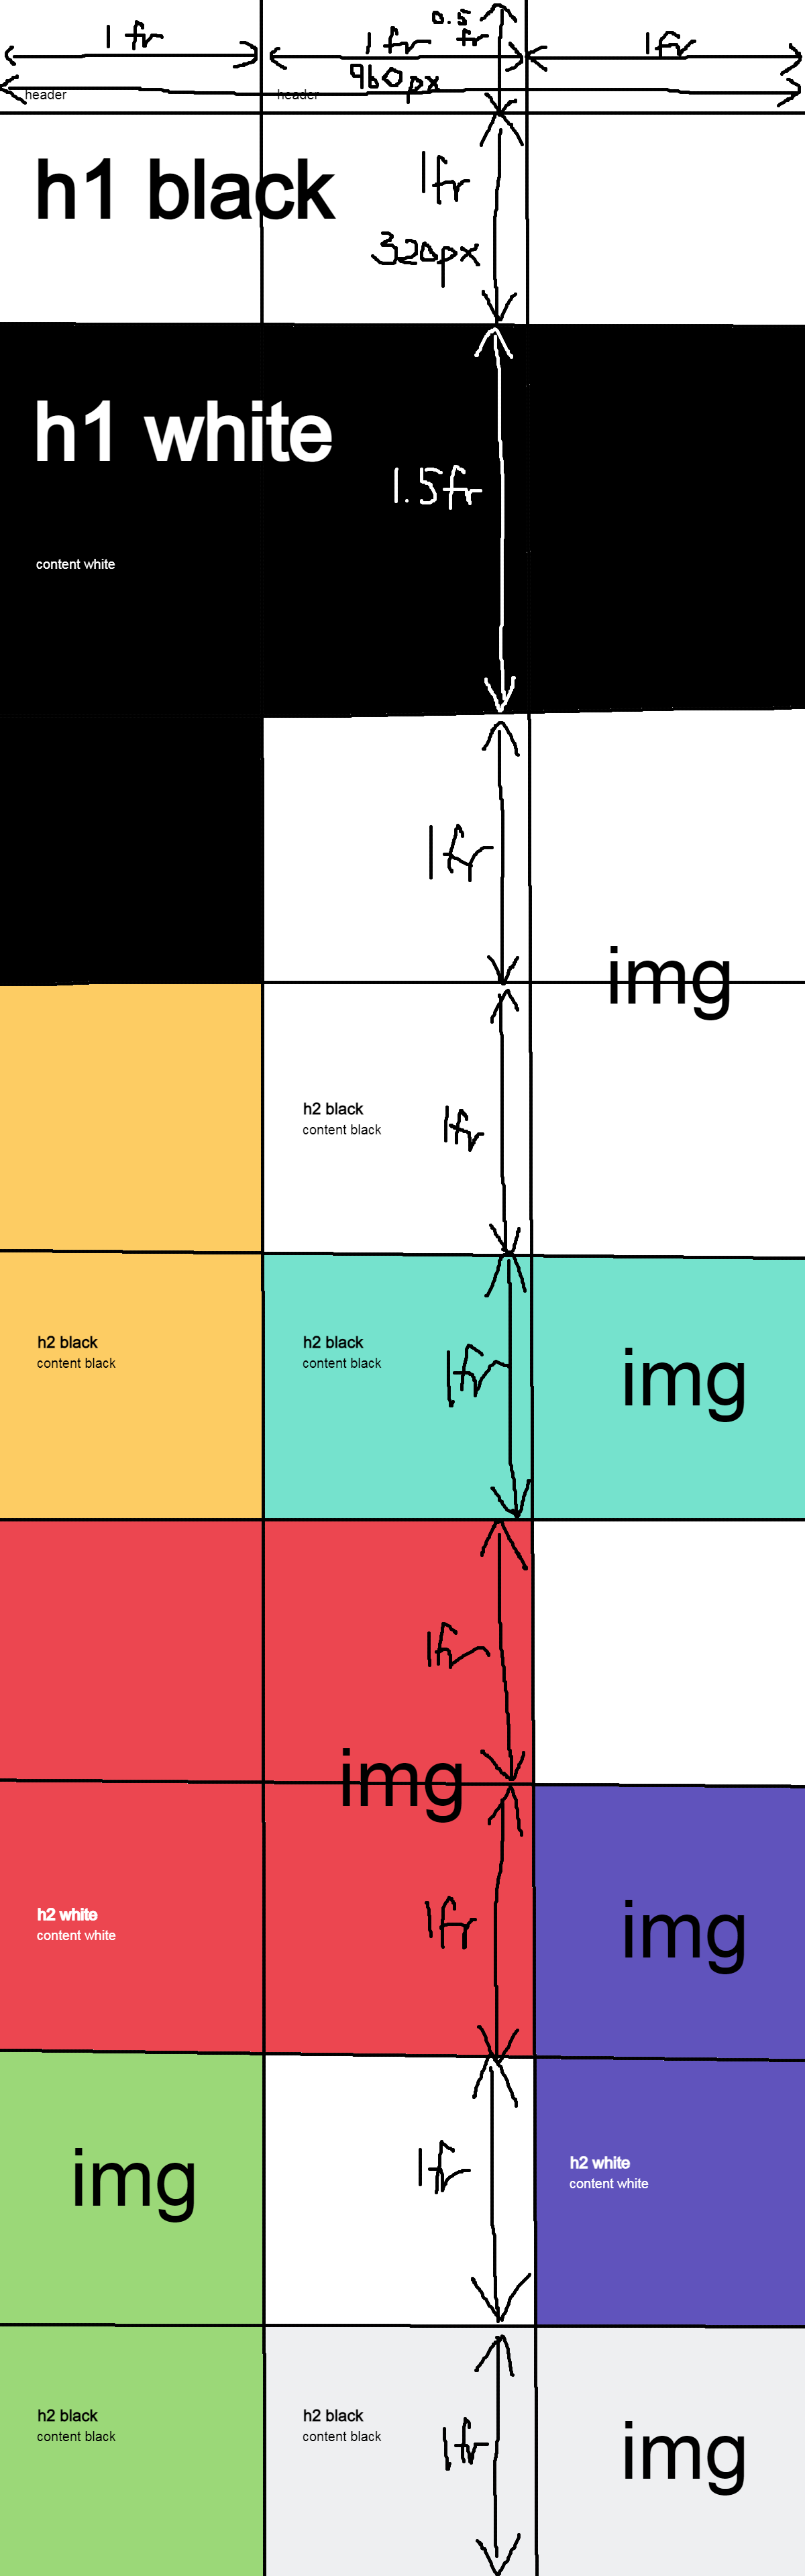 0.5
1 fr 1 fr fr 1fr
960px
header header
h1 black
1fr
320px
h1 white
1.5fr
content white
1fr
img
h2 black
content black
1fr
h2 black
content black
h2 black
content black
1fr
img
1fr
img
h2 white
content white
1fr
img
img
1fr
h2 white
content white
h2 black
content black
h2 black
content black
1fr
img